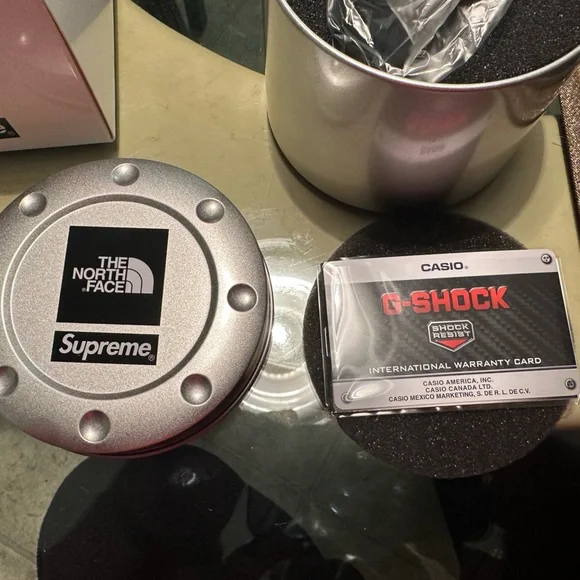 THE
NORTH
FACE
Supreme®
CASIO®
G-SHOCK
SHOCK
RESIST
INTERNATIONAL WARRANTY CARD
CASIO AMERICA, INC.
CASIO CANADA LTD.
CASIO MEXICO MARKETING, S. DE R. L. DE C.V.